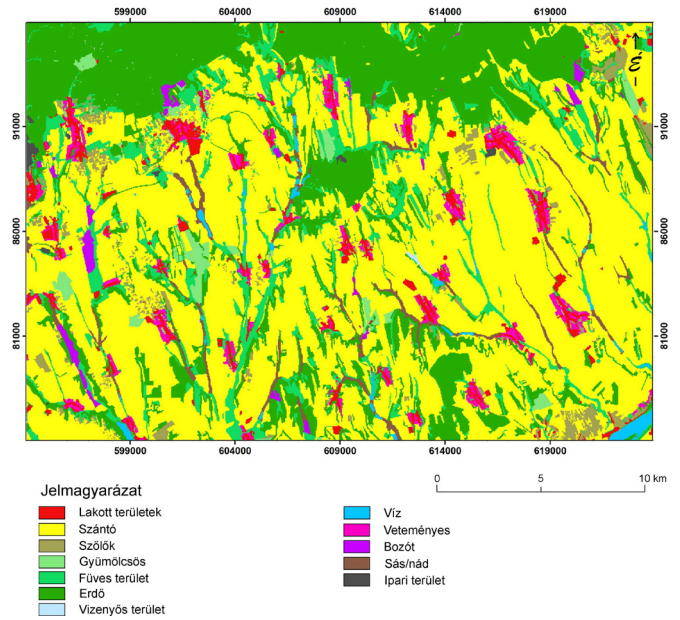 599000 604000 609000 614000 619000
É
91000 91000
86000 86000
81000 81000
599000 604000 609000 614000 619000
0 5 10 km
Jelmagyarázat
Lakott területek
Szántó
Szőlők
Gyümölcsös
Füves terület
Erdő
Vizenyős terület
Víz
Veteményes
Bozót
Sás/nád
Ipari terület